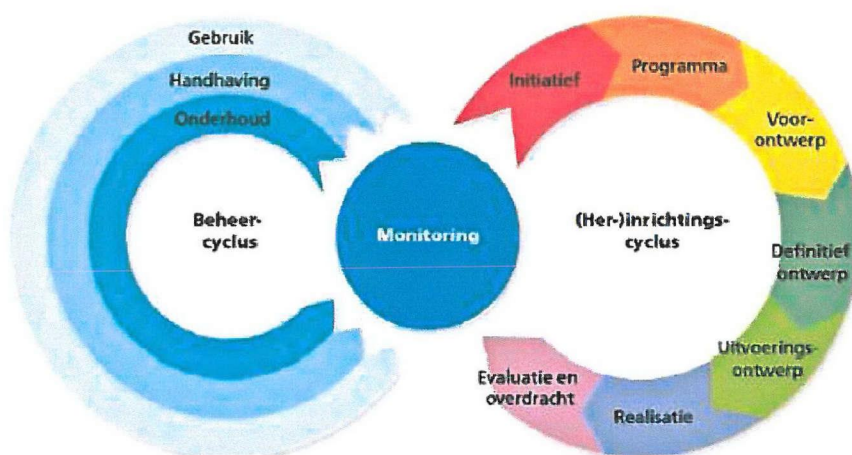 Gebruik
Handhaving
Onderhoud
Beheer-
cyclus
Monitoring
Initiatief
Programma
Voor-
ontwerp
Definitief
ontwerp
Uitvoerings-
ontwerp
Realisatie
Evaluatie en
overdracht
(Her-)inrichtings-
cyclus